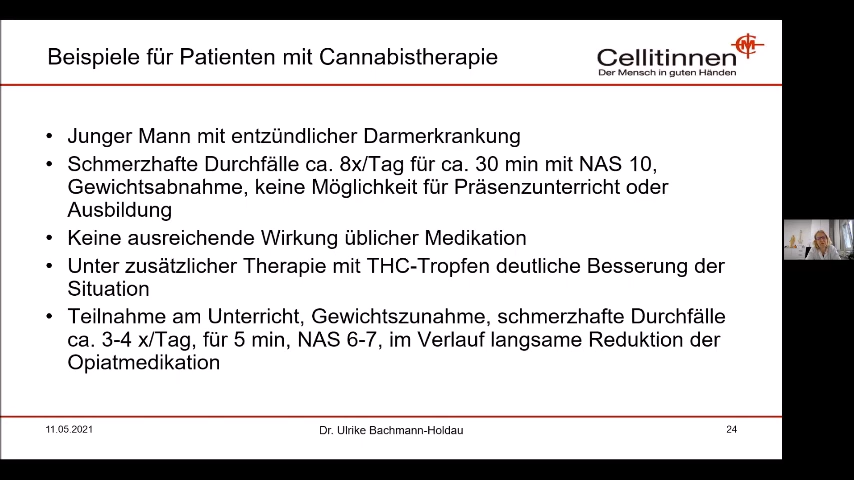 Beispiele für Patienten mit Cannabistherapie
Cellitinnen
Der Mensch in guten Händen
• Junger Mann mit entzündlicher Darmerkrankung
• Schmerzhafte Durchfälle ca. 8x/Tag für ca. 30 min mit NAS 10,
Gewichtsabnahme, keine Möglichkeit für Präsenzunterricht oder
Ausbildung
• Keine ausreichende Wirkung üblicher Medikation
• Unter zusätzlicher Therapie mit THC-Tropfen deutliche Besserung der
Situation
• Teilnahme am Unterricht, Gewichtszunahme, schmerzhafte Durchfälle
ca. 3-4 x/Tag, für 5 min, NAS 6-7, im Verlauf langsame Reduktion der
Opiatmedikation
11.05.2021
Dr. Ulrike Bachmann-Holdau
24